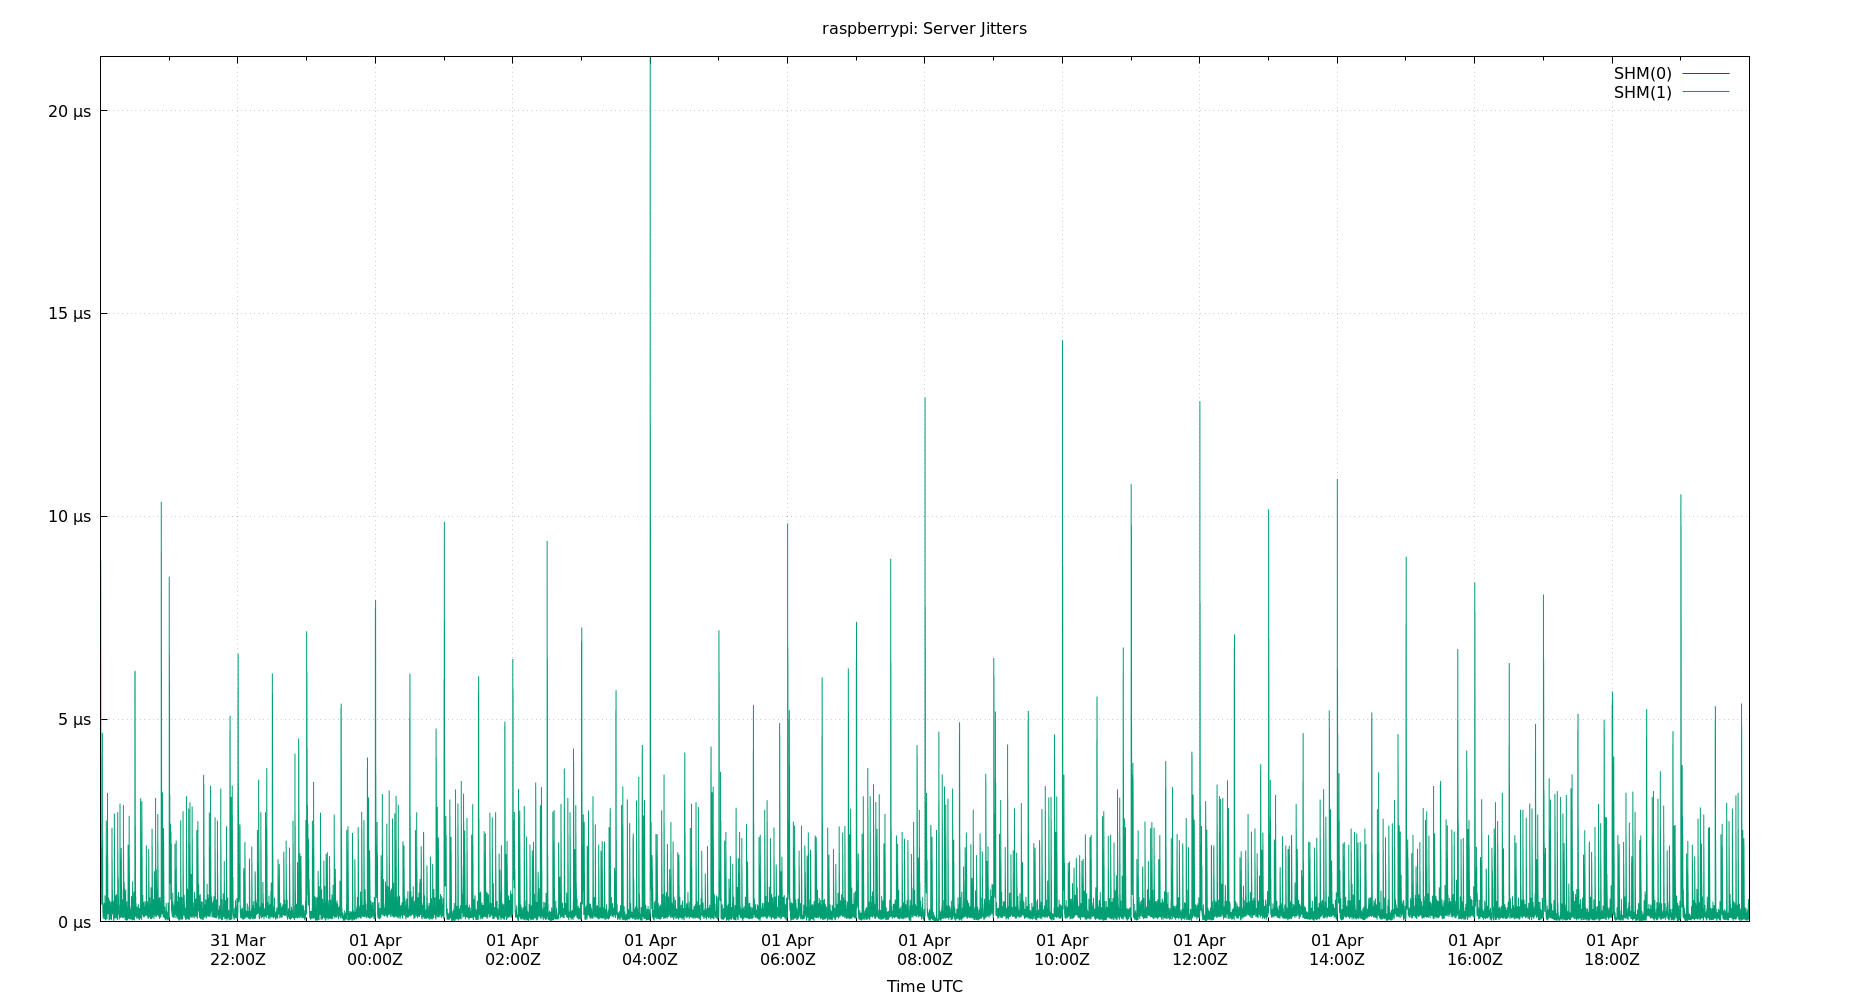 raspberrypi: Server Jitters
SHM(0)
SHM(1)
20 μs
15 μs
10 μs
5 μs
0 μs
31 Mar 01 Apr 01 Apr 01 Apr 01 Apr 01 Apr 01 Apr 01 Apr 01 Apr 01 Apr 01 Apr
22:00Z 00:00Z 02:00Z 04:00Z 06:00Z 08:00Z 10:00Z 12:00Z 14:00Z 16:00Z 18:00Z
Time UTC